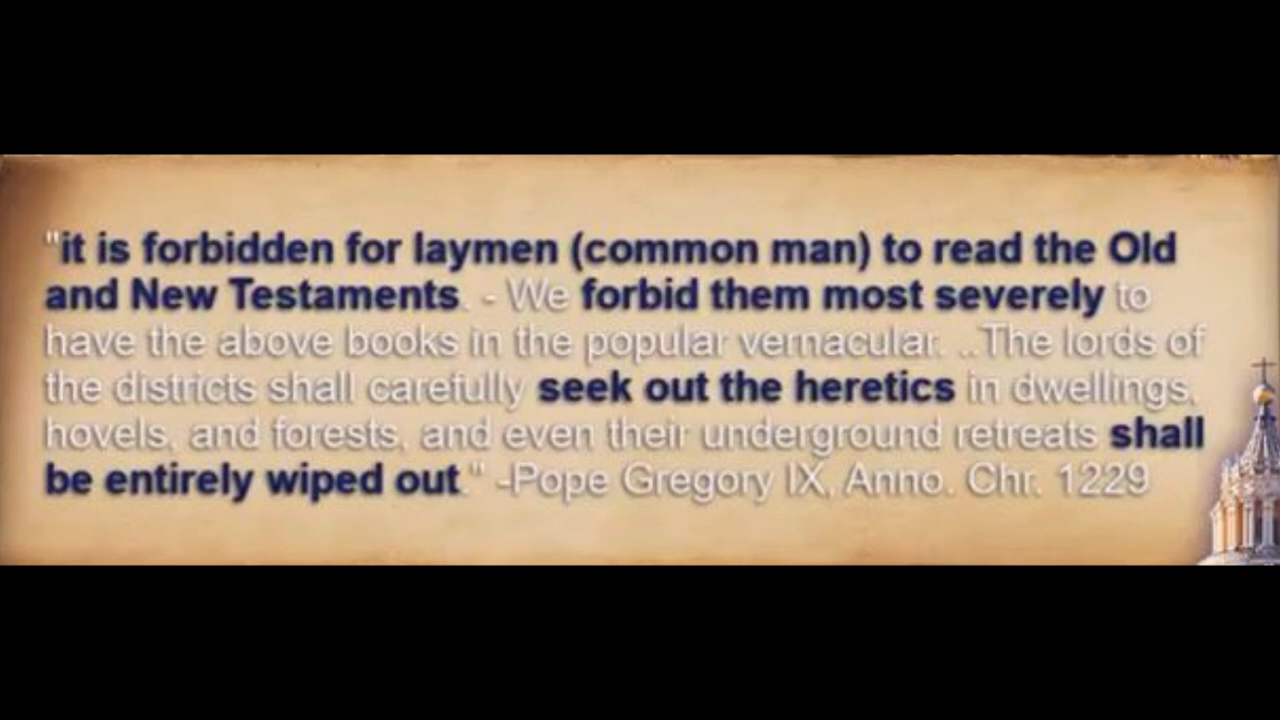 "it is forbidden for laymen (common man) to read the Old
and New Testaments. - We forbid them most severely to
have the above books in the popular vernacular. ..The lords of
the districts shall carefully seek out the heretics in dwellings,
hovels, and forests, and even their underground retreats shall
be entirely wiped out." -Pope Gregory IX, Anno. Chr. 1229